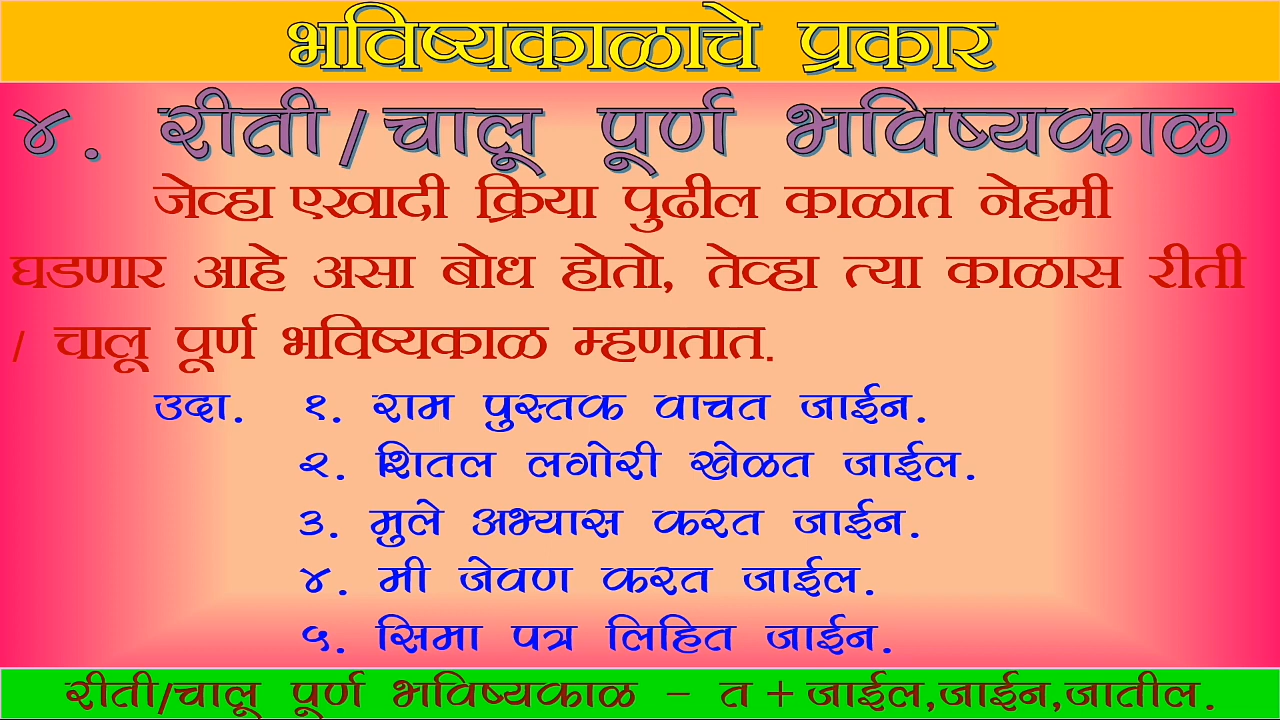 भविष्यकाळाचे प्रकार
४. रीती/चालू पूर्ण भविष्यकाळ
जेव्हा एखादी क्रिया पुढील काळात नेहमी
घडणार आहे असा बोध होतो, तेव्हा त्या काळास रीती
/ चालू पूर्ण भविष्यकाळ म्हणतात.
उदा. १. राम पुस्तक वाचत जाईन.
२. शितल लगोरी खेळत जाईल.
३. मुले अभ्यास करत जाईन.
४. मी जेवण करत जाईल.
५. सिमा पत्र लिहित जाईन.
रीती/चालू पूर्ण भविष्यकाळ - त + जाईल,जाईन,जातील.